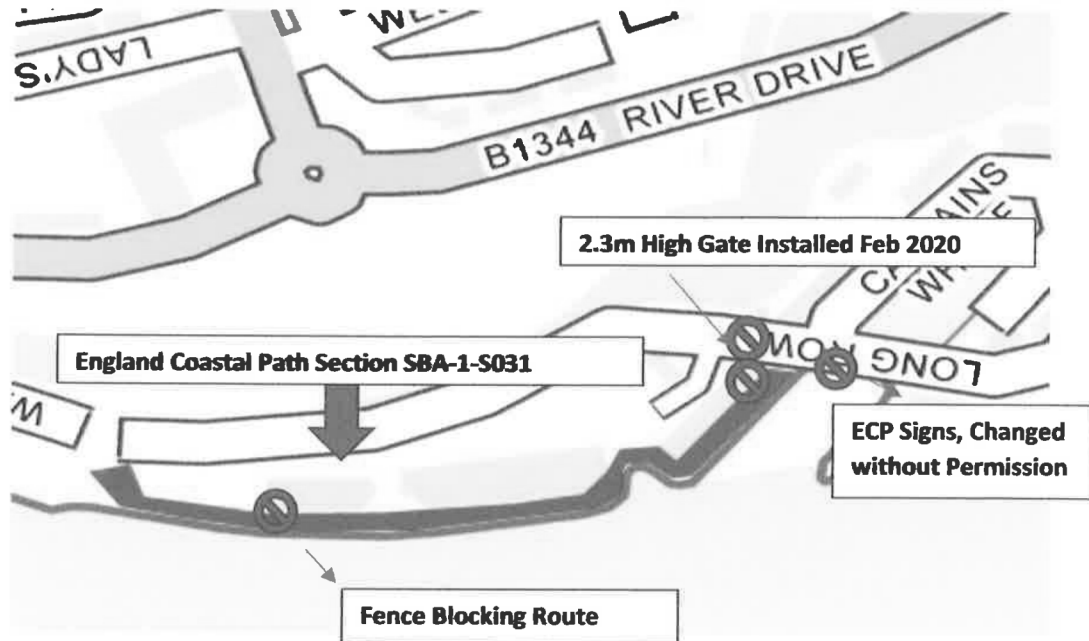 LADY'S
B1344 RIVER DRIVE
2.3m High Gate Installed Feb 2020
England Coastal Path Section SBA-1-S031
LONG ROW
ECP Signs, Changed
without Permission
Fence Blocking Route